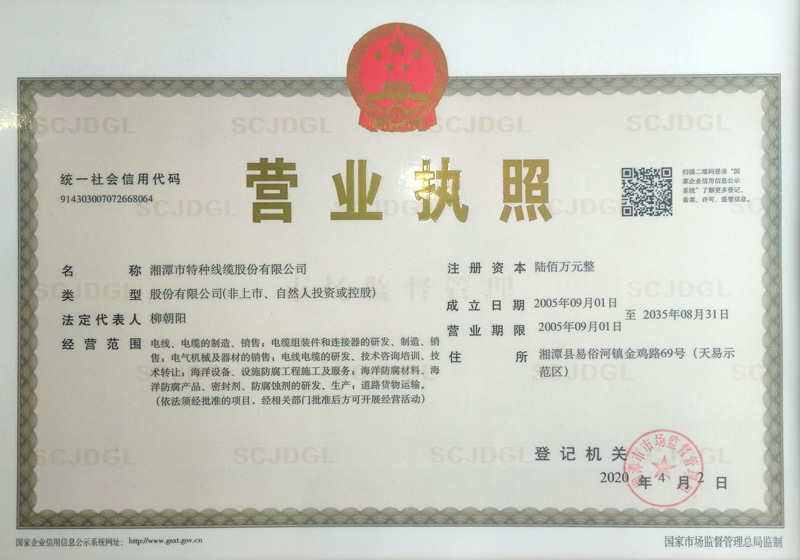 营业执照
统一社会信用代码
914303007072668064
扫描二维码登录“国
家企业信用信息公示
系统”了解更多登记、
备案、许可、监管信息。
名 称 湘潭市特种线缆股份有限公司
类 型 股份有限公司(非上市、自然人投资或控股)
法定代表人 柳朝阳
经营范围 电线、电缆的制造、销售；电缆组装件和连接器的研发、制造、销
售；电气机械及器材的销售；电线电缆的研发、技术咨询培训、技
术转让；海洋设备、设施防腐工程施工及服务；海洋防腐材料、海
洋防腐产品、密封剂、防腐蚀剂的研发、生产；道路货物运输。
（依法须经批准的项目，经相关部门批准后方可开展经营活动）
注册资本 陆佰万元整
成立日期 2005年09月01日
营业期限 2005年09月01日 至 2035年08月31日
住 所 湘潭县易俗河镇金鸡路69号（天易示
范区）
登记机关
湘潭市市场监督管理局
2020 年 4 月 2 日
国家企业信用信息公示系统网址： http://www.gsxt.gov.cn
国家市场监督管理总局监制
SCJDGL